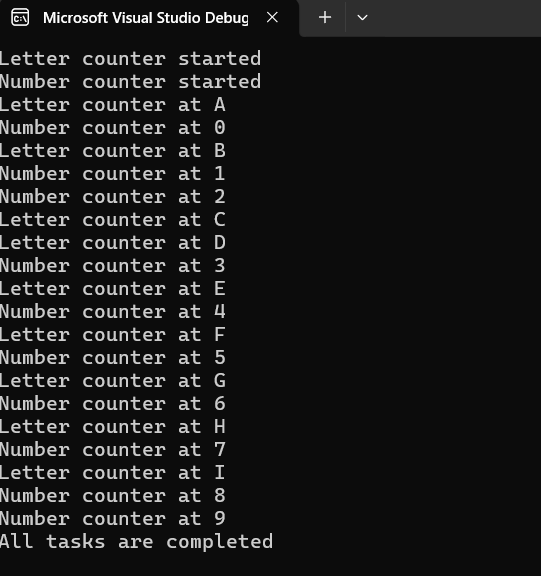 Microsoft Visual Studio Debug
Letter counter started
Number counter started
Letter counter at A
Number counter at 0
Letter counter at B
Number counter at 1
Number counter at 2
Letter counter at C
Letter counter at D
Number counter at 3
Letter counter at E
Number counter at 4
Letter counter at F
Number counter at 5
Letter counter at G
Number counter at 6
Letter counter at H
Number counter at 7
Letter counter at I
Number counter at 8
Number counter at 9
All tasks are completed